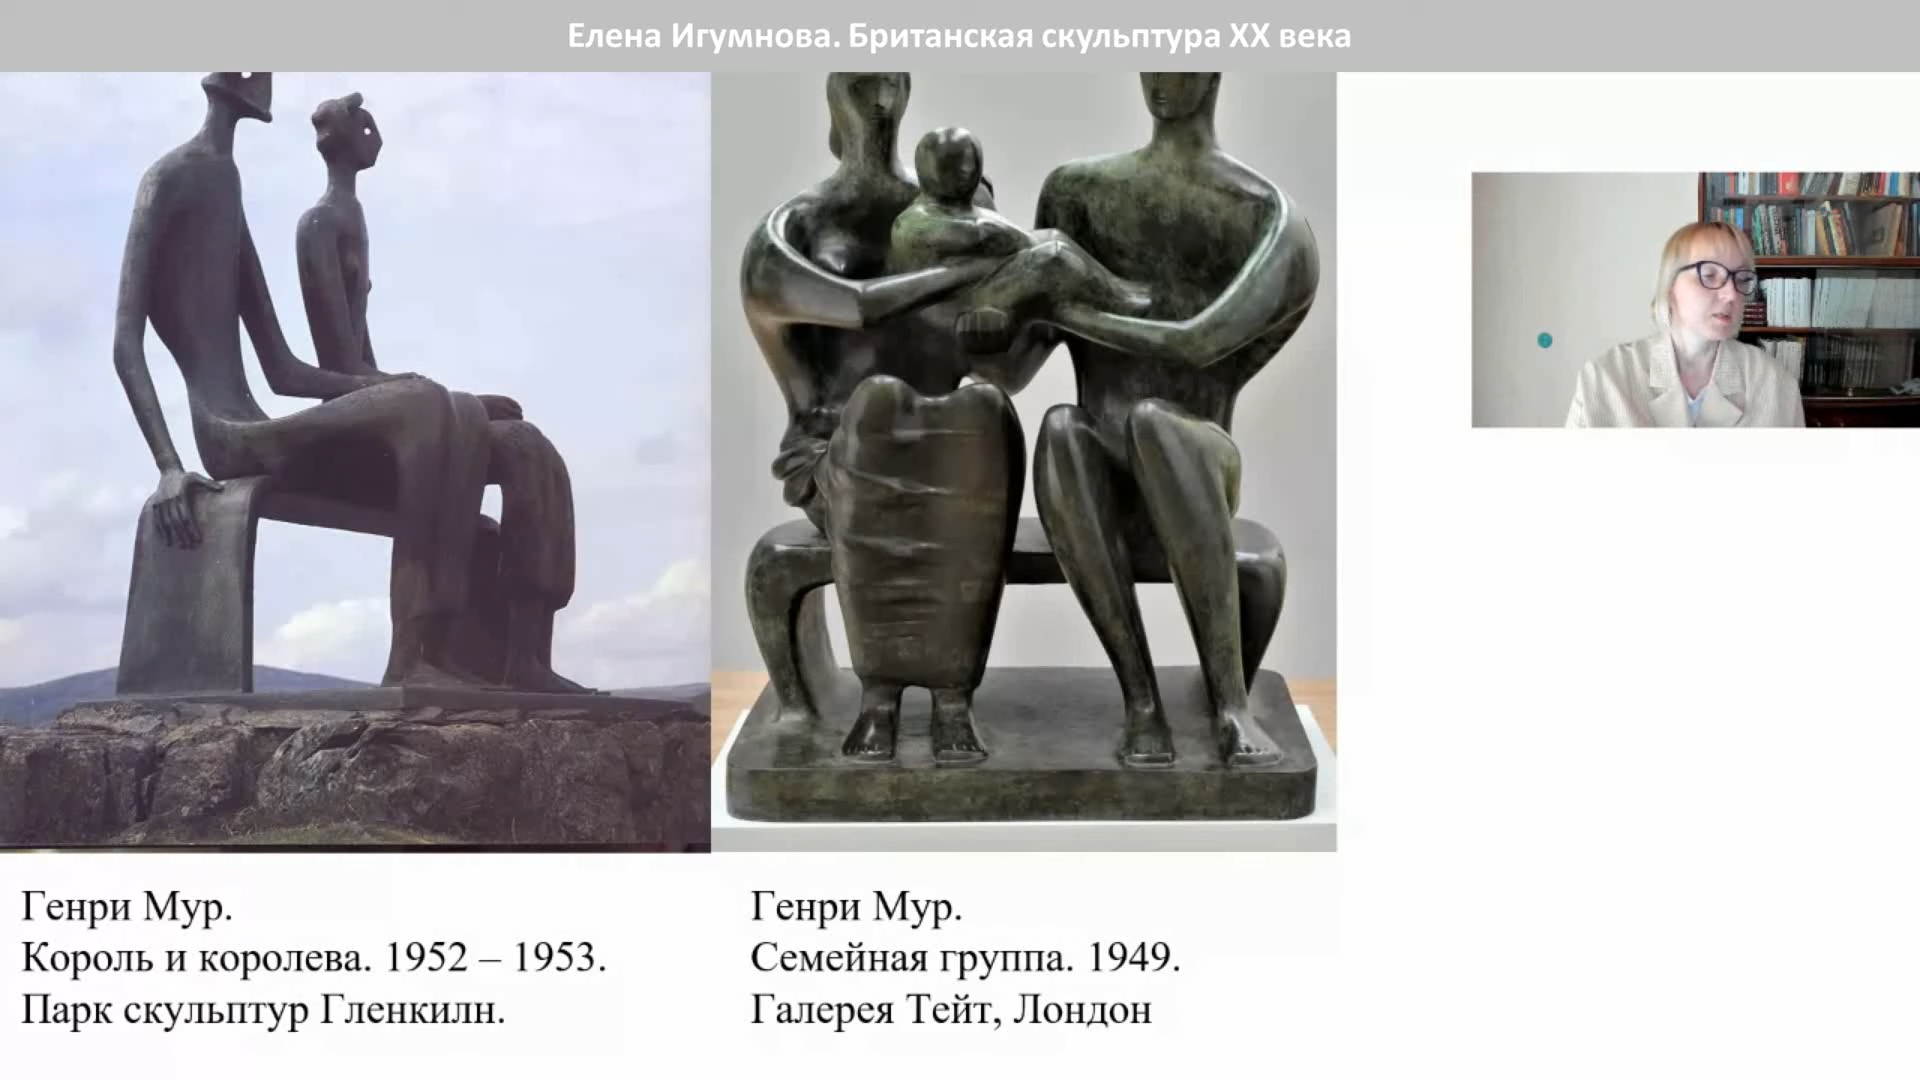 Елена Игумнова. Британская скульптура XX века
Генри Мур.
Король и королева. 1952 – 1953.
Парк скульптур Гленкилн.
Генри Мур.
Семейная группа. 1949.
Галерея Тейт, Лондон